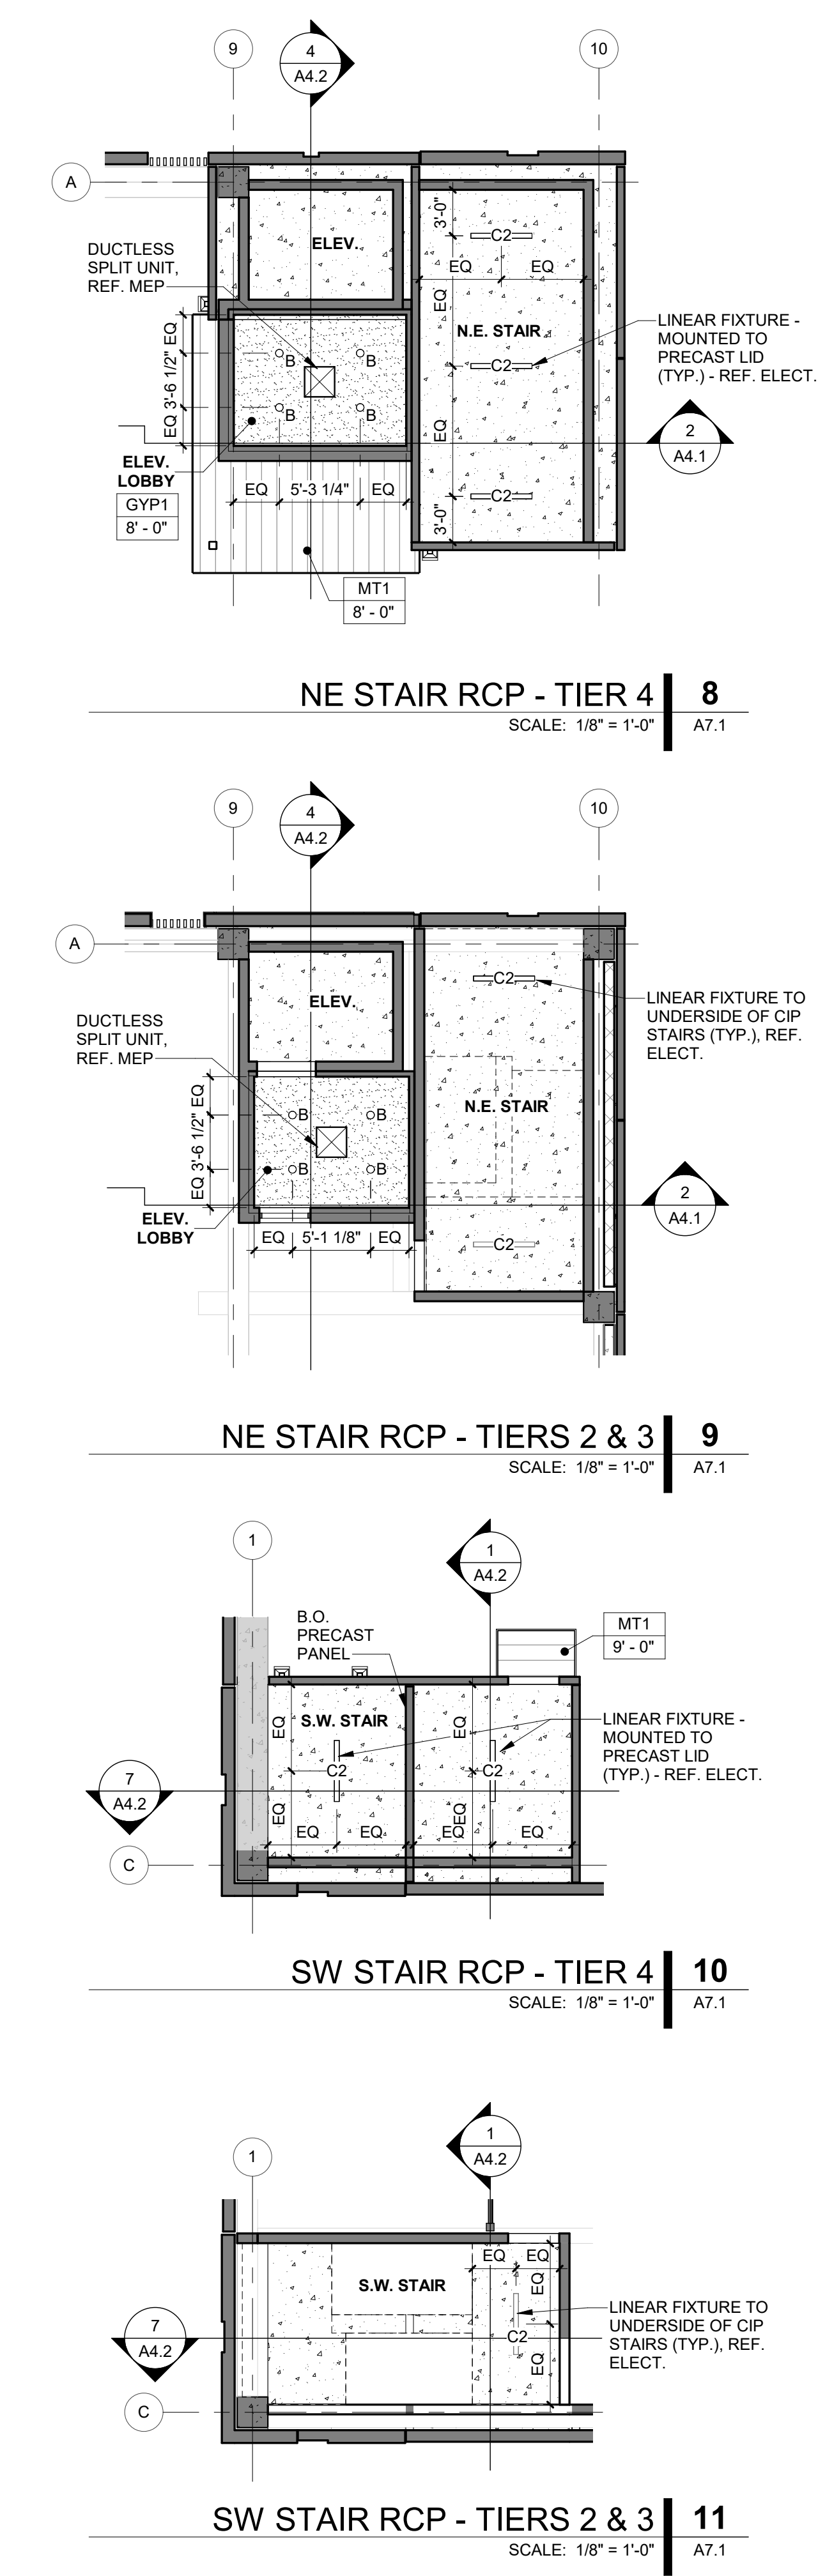 9
4
A4.2
10
A
DUCTLESS
SPLIT UNIT,
REF. MEP
ELEV.
3'-0"
C2
EQ
EQ
EQ
N.E. STAIR
LINEAR FIXTURE -
MOUNTED TO
PRECAST LID
(TYP.) - REF. ELECT.
C2
EQ 3'-6 1/2" EQ
B
B
B
B
EQ
2
A4.1
ELEV.
LOBBY
GYP1
8' - 0"
EQ
5'-3 1/4"
EQ
C2
3'-0"
MT1
8' - 0"
NE STAIR RCP - TIER 4
8
SCALE: 1/8" = 1'-0"
A7.1
9
4
A4.2
10
A
DUCTLESS
SPLIT UNIT,
REF. MEP
ELEV.
C2
LINEAR FIXTURE TO
UNDERSIDE OF CIP
STAIRS (TYP.), REF.
ELECT.
N.E. STAIR
EQ 3'-6 1/2" EQ
B
B
B
B
2
A4.1
ELEV.
LOBBY
EQ
5'-1 1/8"
EQ
C2
NE STAIR RCP - TIERS 2 & 3
9
SCALE: 1/8" = 1'-0"
A7.1
1
1
A4.2
B.O.
PRECAST
PANEL
MT1
9' - 0"
EQ
S.W. STAIR
EQ
LINEAR FIXTURE -
MOUNTED TO
PRECAST LID
(TYP.) - REF. ELECT.
C2
C2
7
A4.2
EQ
EQ
EQ
EQ
EQ
EQ
EQ
C
SW STAIR RCP - TIER 4
10
SCALE: 1/8" = 1'-0"
A7.1
1
1
A4.2
EQ
EQ
EQ
S.W. STAIR
LINEAR FIXTURE TO
UNDERSIDE OF CIP
STAIRS (TYP.), REF.
ELECT.
7
A4.2
C2
EQ
C
SW STAIR RCP - TIERS 2 & 3
11
SCALE: 1/8" = 1'-0"
A7.1